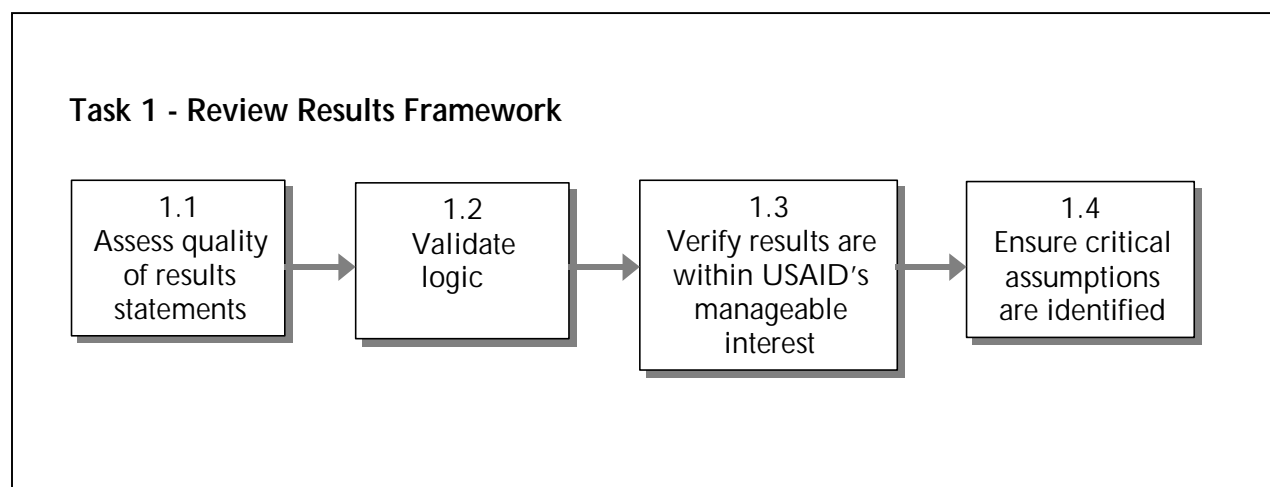 Task 1 - Review Results Framework
1.1
Assess quality
of results
statements
1.2
Validate
logic
1.3
Verify results are
within USAID's
manageable
interest
1.4
Ensure critical
assumptions
are identified